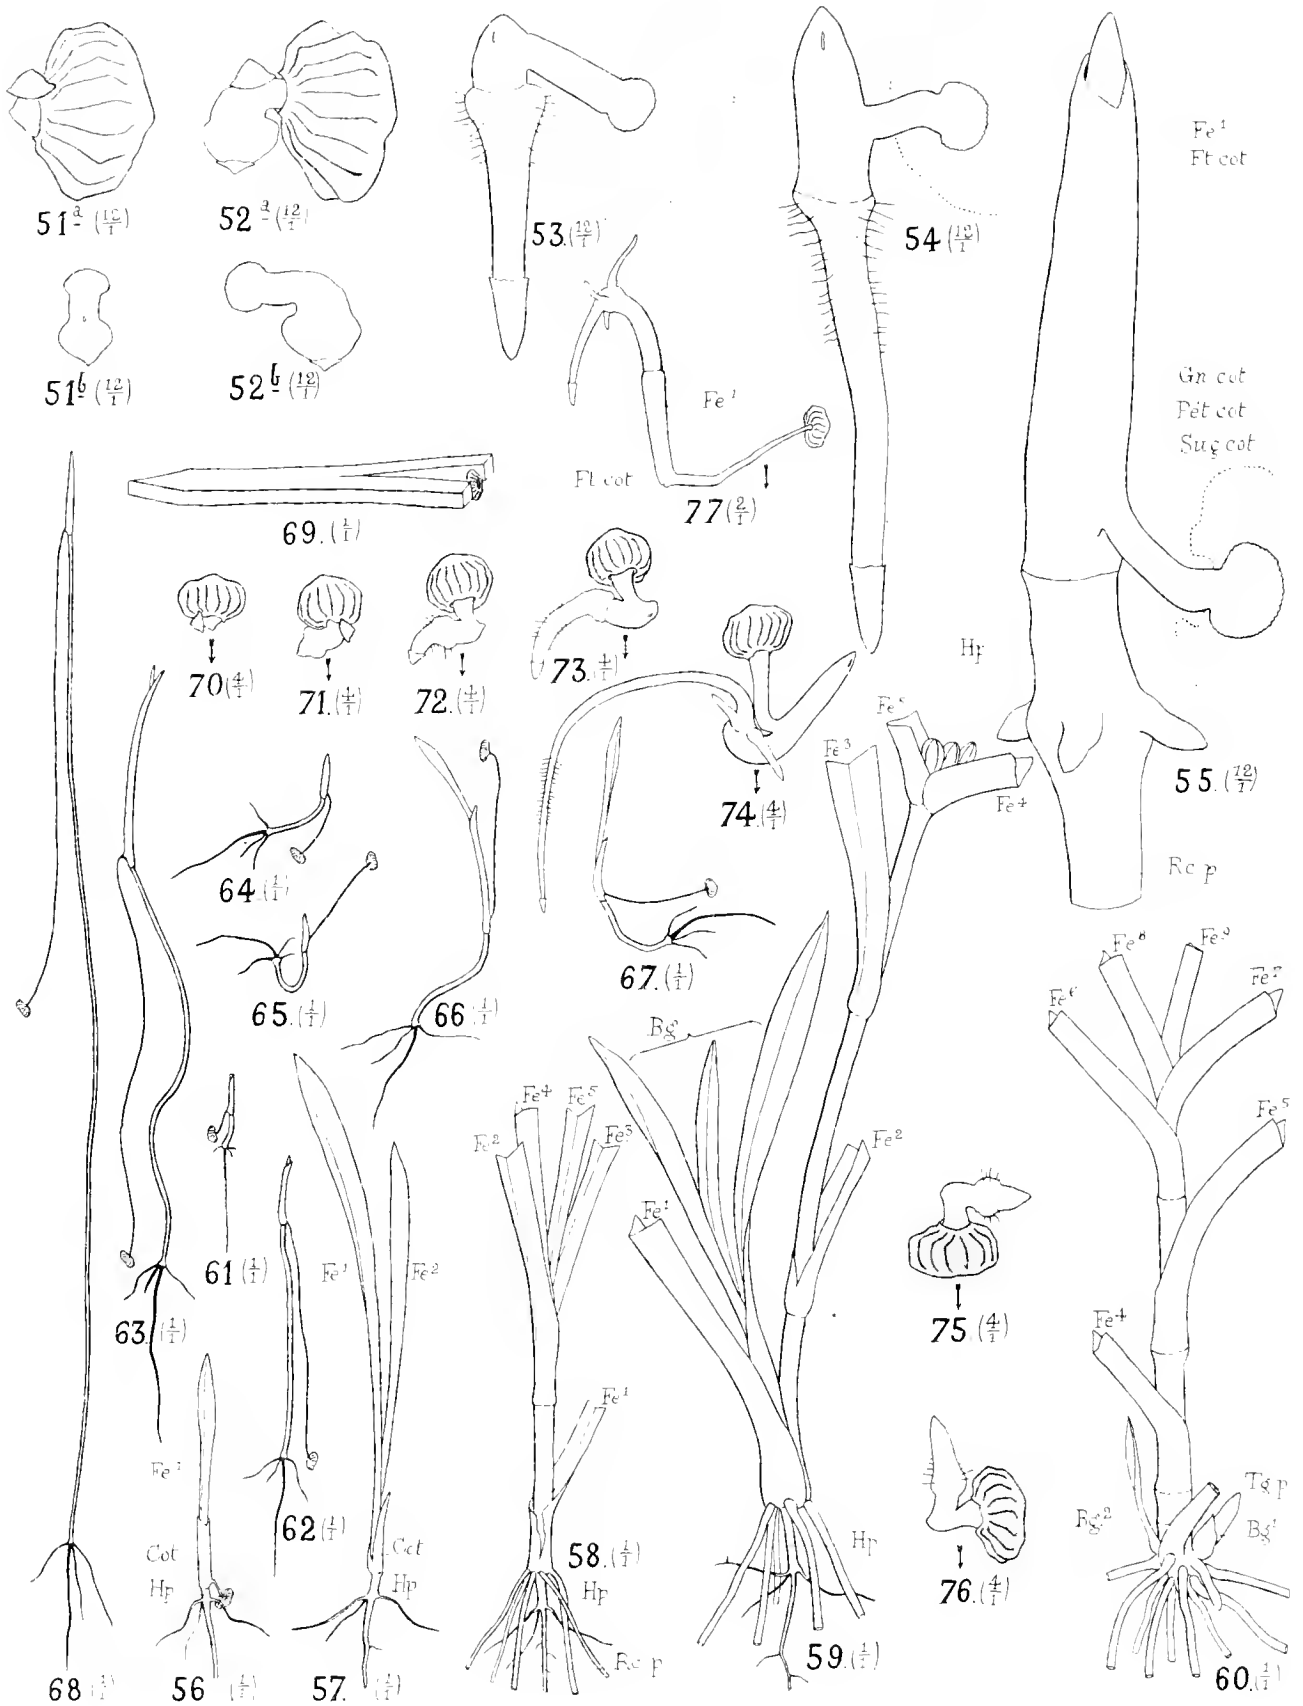 51ª (12/1)
52ª (12/1)
53. (12/1)
54 (12/1)
Fe¹
Ft cot
51ᵇ (12/1)
52ᵇ (12/1)
Fe¹
Gn cot
Pét cot
Suç cot
Ft cot
77 (2/1)
69. (1/1)
70 (4/1)
71. (4/1)
72. (4/1)
73. (4/1)
Hp
74. (4/1)
55. (12/1)
Fe³
Fe⁴
Rc p
64. (1/1)
65. (1/1)
66 (1/1)
67. (1/1)
Bg
Fe⁸
Fe⁹
Fe⁷
Fe⁶
Fe⁵
61 (1/1)
63. (1/1)
Fe¹
Fe²
Fe⁴
Fe⁵
Fe²
Fe³
Fe²
Fe¹
75. (4/1)
Fe⁴
Fe¹
Fe¹
62 (1/1)
Cot
Hp
Cot
Hp
58. (1/1)
Hp
Rc p
Hp
76. (4/1)
Bg²
Tg p
Bg¹
68 (1/1)
56 (1/1)
57. (1/1)
59. (1/1)
60. (1/1)